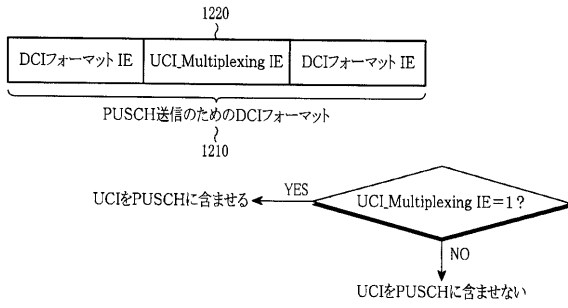 1220
DCIフォーマット IE UCI_Multiplexing IE DCIフォーマット IE
PUSCH送信のためのDCIフォーマット
1210
UCIをPUSCHに含ませる YES UCI_Multiplexing IE=1?
NO
UCIをPUSCHに含ませない